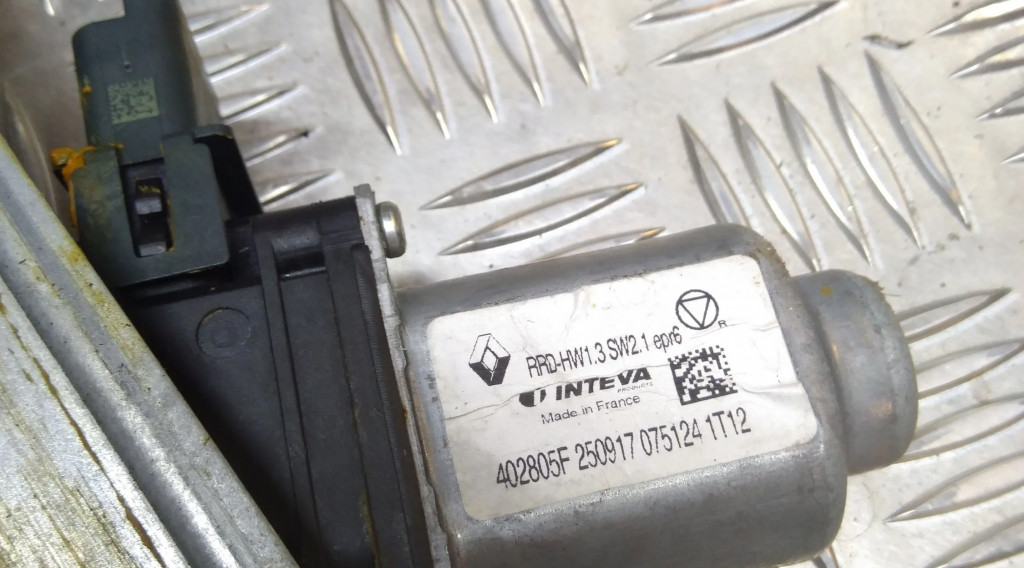 RRD-HW1.3 SW2.1 epr6
R
INTEVA
PRODUCTS
Made in France
402805F 250917 075124 1T12